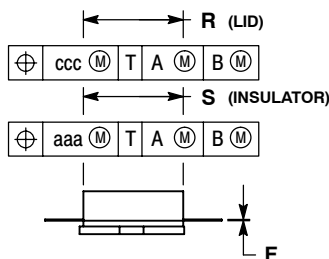 R (LID)
⌖ ccc Ⓜ T A Ⓜ B Ⓜ
S (INSULATOR)
⌖ aaa Ⓜ T A Ⓜ B Ⓜ